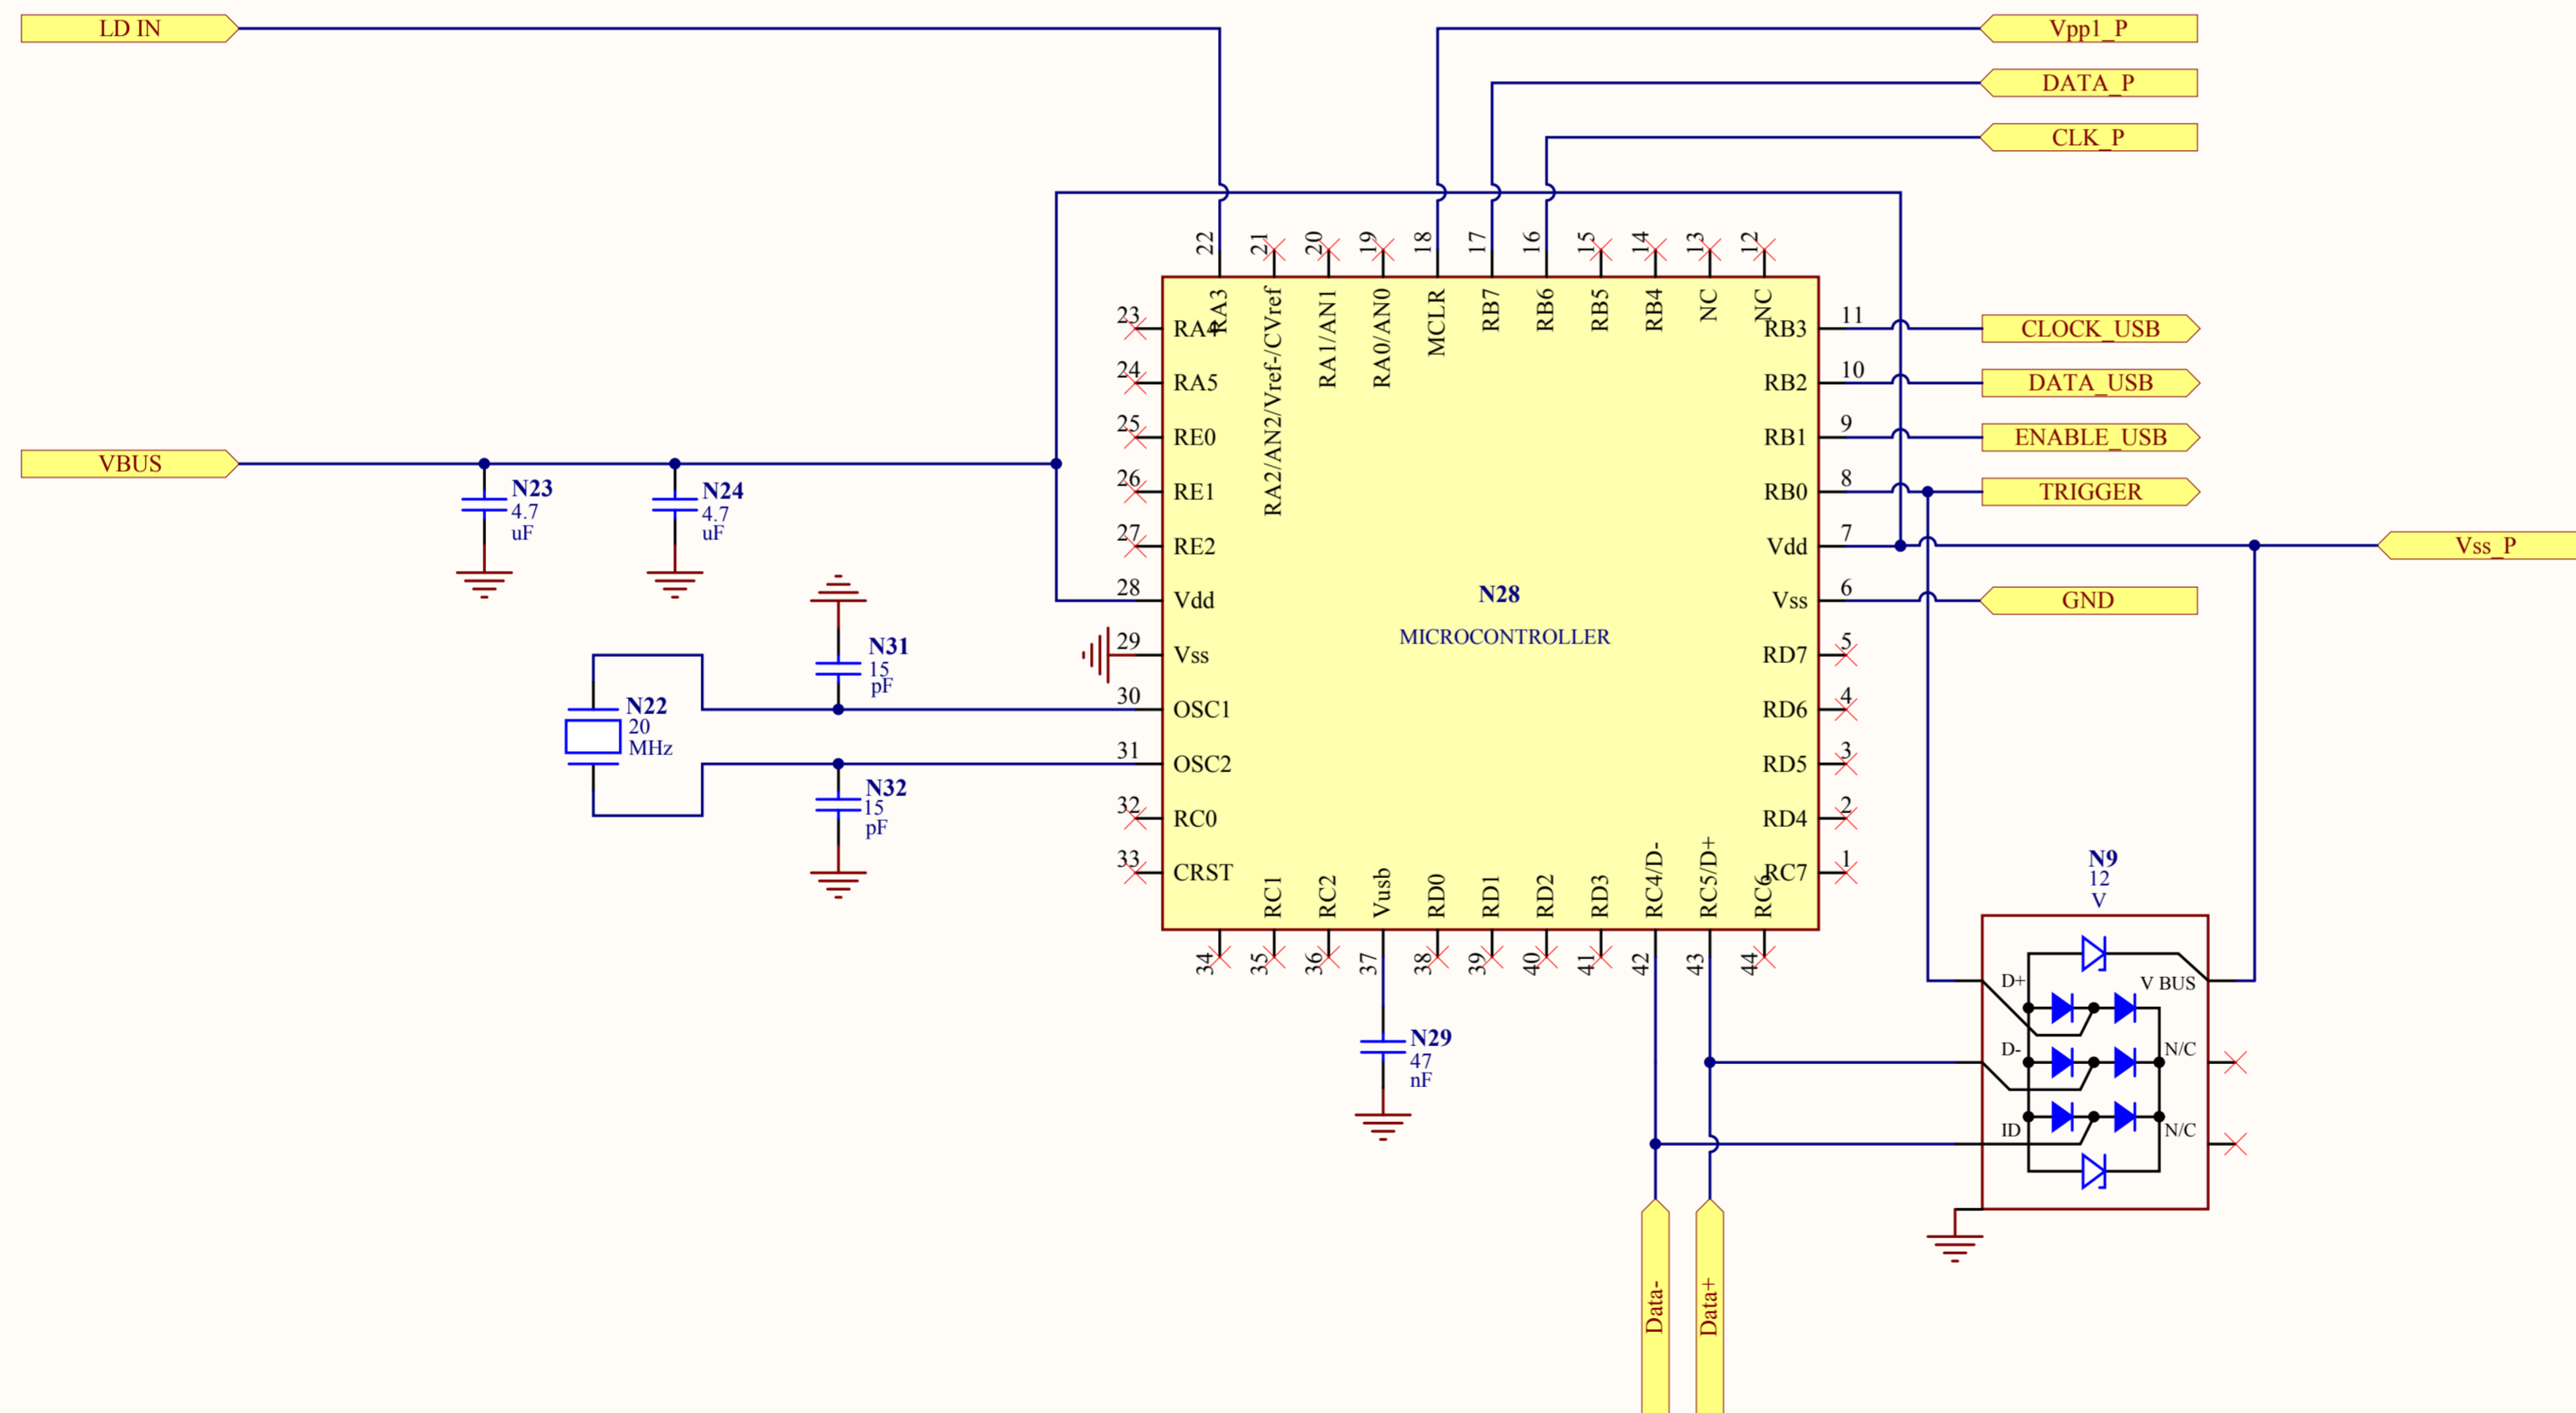 LD IN
Vpp1_P
DATA_P
CLK_P
22
21
20
19
18
17
16
15
14
13
12
RA3
RA2/AN2/Vref-/CVref
RA1/AN1
RA0/AN0
MCLR
RB7
RB6
RB5
RB4
NC
NC
23
RA4
RB3
11
CLOCK_USB
24
RA5
RB2
10
DATA_USB
25
RE0
RB1
9
ENABLE_USB
VBUS
N23
4.7
uF
N24
4.7
uF
26
RE1
RB0
8
TRIGGER
27
RE2
Vdd
7
Vss_P
28
Vdd
N28
MICROCONTROLLER
Vss
6
GND
29
Vss
RD7
5
N31
15
pF
30
OSC1
RD6
4
N22
20
MHz
31
OSC2
RD5
3
N32
15
pF
32
RC0
RD4
2
33
CRST
RC7
1
RC1
RC2
Vusb
RD0
RD1
RD2
RD3
RC4/D-
RC5/D+
RC6
34
35
36
37
38
39
40
41
42
43
44
N9
12
V
D+
V BUS
D-
N/C
ID
N/C
N29
47
nF
Data-
Data+